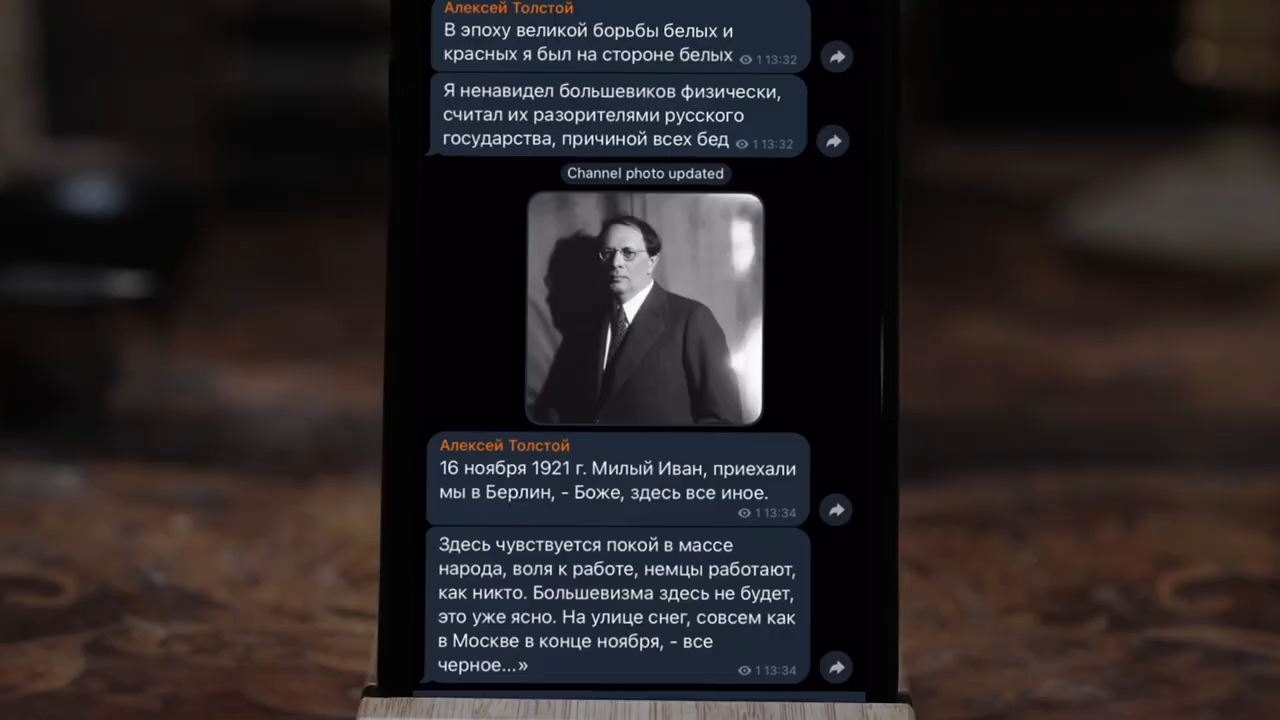 Алексей Толстой
В эпоху великой борьбы белых и
красных я был на стороне белых 1 13:32
Я ненавидел большевиков физически,
считал их разорителями русского
государства, причиной всех бед 1 13:32
Channel photo updated
Алексей Толстой
16 ноября 1921 г. Милый Иван, приехали
мы в Берлин, - Боже, здесь все иное.
1 13:34
Здесь чувствуется покой в массе
народа, воля к работе, немцы работают,
как никто. Большевизма здесь не будет,
это уже ясно. На улице снег, совсем как
в Москве в конце ноября, - все
черное...» 1 13:34